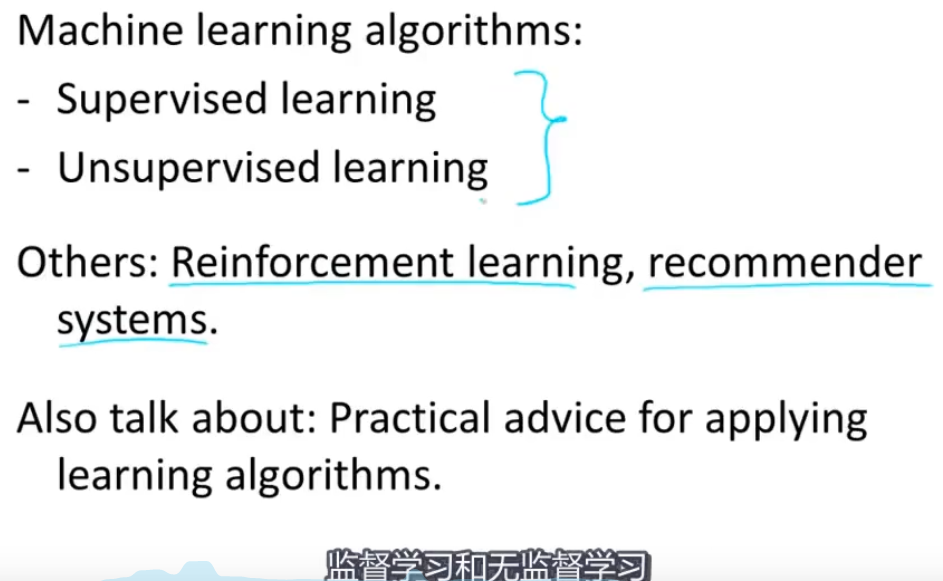 Machine learning algorithms:
- Supervised learning
- Unsupervised learning
Others: Reinforcement learning, recommender
systems.
Also talk about: Practical advice for applying
learning algorithms.
监督学习和无监督学习